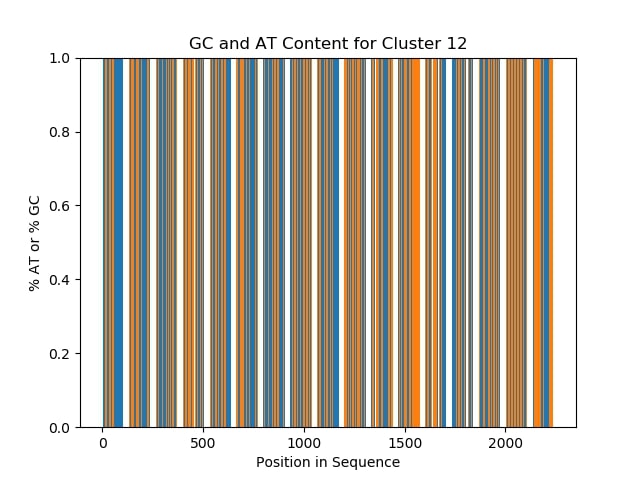 GC and AT Content for Cluster 12
1.0
0.8
0.6
0.4
0.2
0.0
% AT or % GC
0 500 1000 1500 2000
Position in Sequence